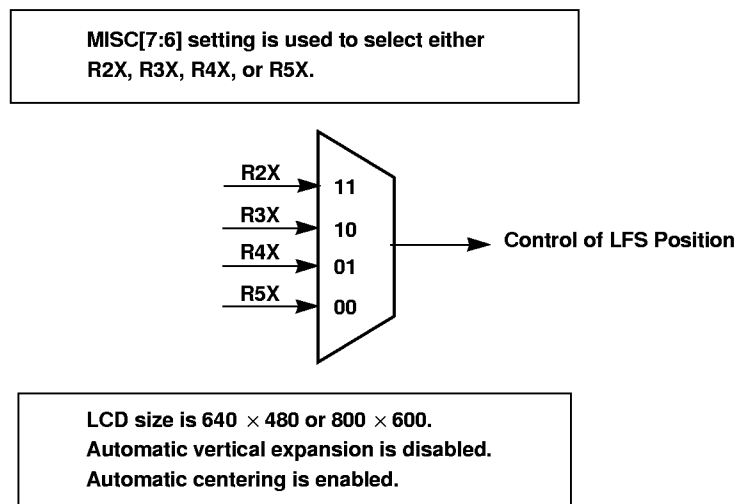 MISC[7:6] setting is used to select either
R2X, R3X, R4X, or R5X.
R2X
11
R3X
10
Control of LFS Position
R4X
01
R5X
00
LCD size is 640 × 480 or 800 × 600.
Automatic vertical expansion is disabled.
Automatic centering is enabled.